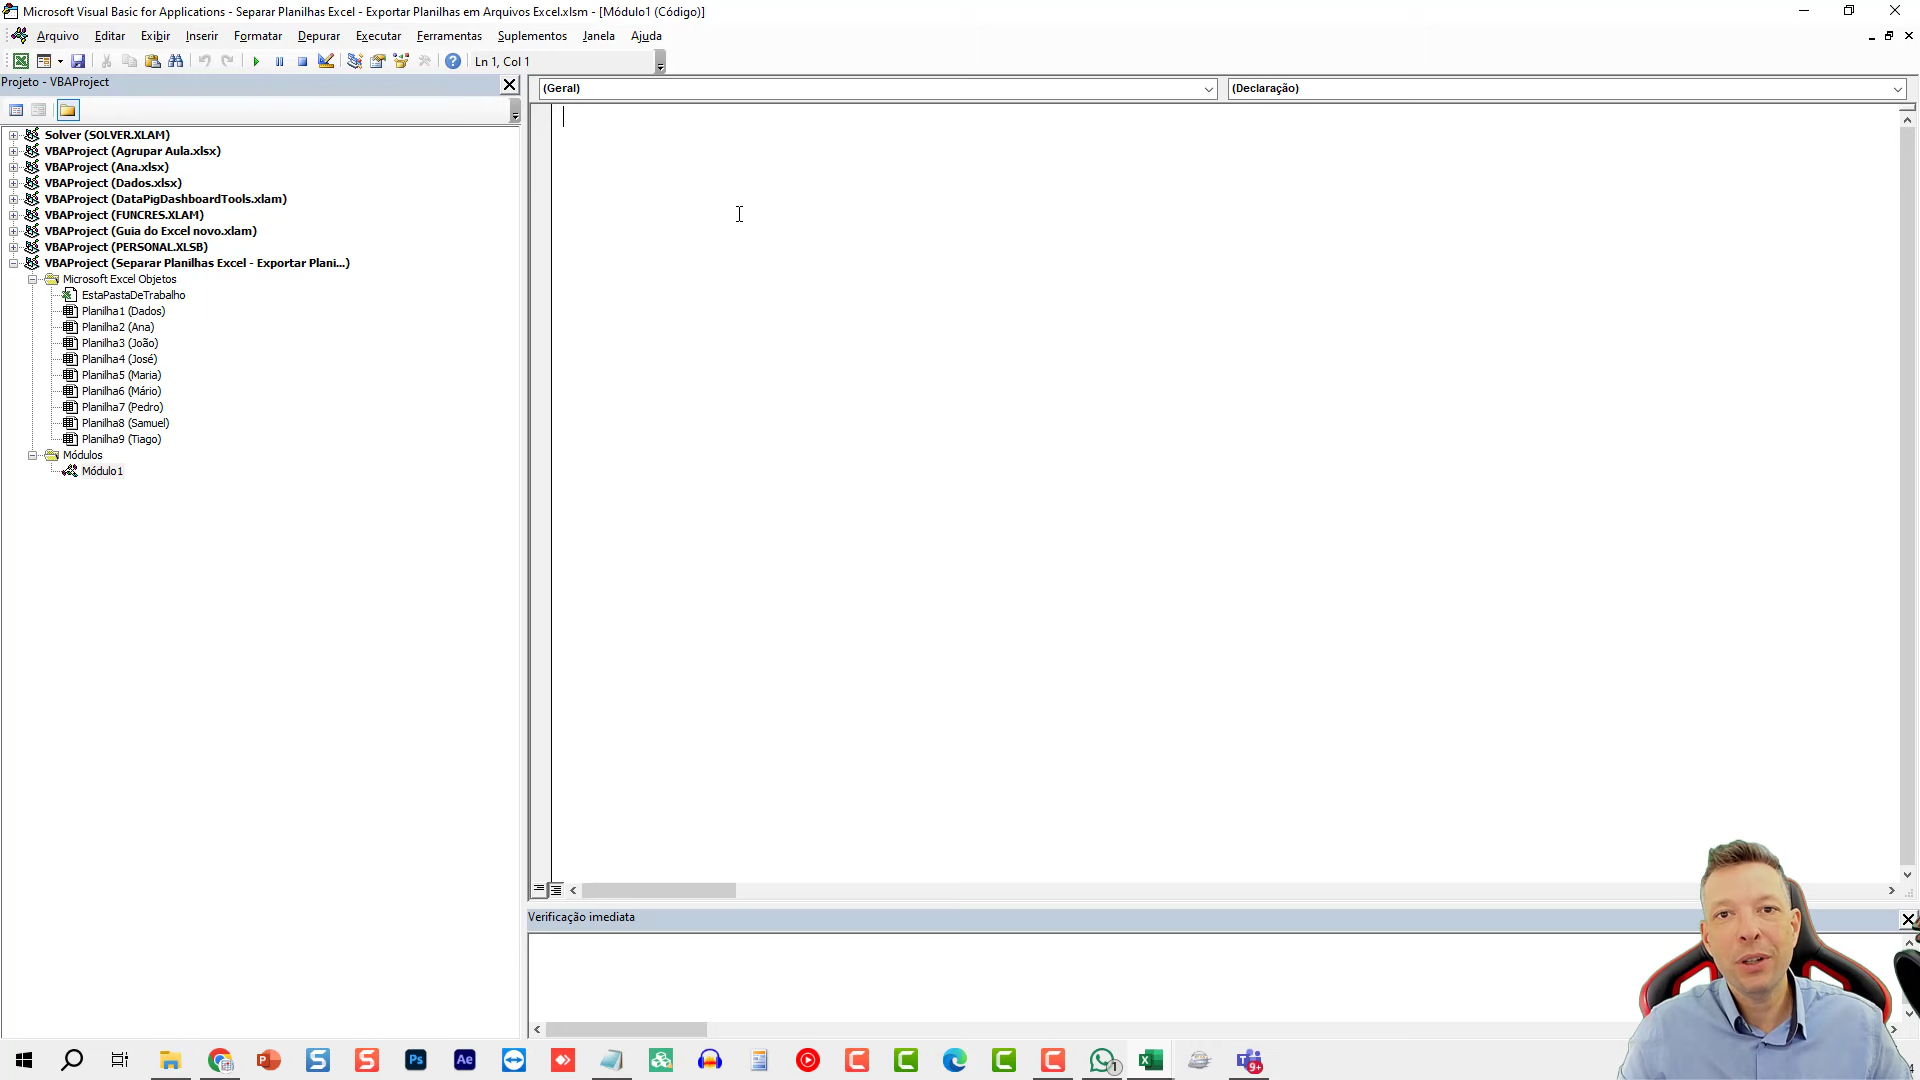 Microsoft Visual Basic for Applications - Separar Planilhas Excel - Exportar Planilhas em Arquivos Excel.xlsm - [Módulo1 (Código)]
Arquivo Editar Exibir Inserir Formatar Depurar Executar Ferramentas Suplementos Janela Ajuda
Ln 1, Col 1
Projeto - VBAProject
(Geral) (Declaração)
Solver (SOLVER.XLAM)
VBAProject (Agrupar Aula.xlsx)
VBAProject (Ana.xlsx)
VBAProject (Dados.xlsx)
VBAProject (DataPigDashboardTools.xlam)
VBAProject (FUNCRES.XLAM)
VBAProject (Guia do Excel novo.xlam)
VBAProject (PERSONAL.XLSB)
VBAProject (Separar Planilhas Excel - Exportar Plani...)
Microsoft Excel Objetos
EstaPastaDeTrabalho
Planilha1 (Dados)
Planilha2 (Ana)
Planilha3 (João)
Planilha4 (José)
Planilha5 (Maria)
Planilha6 (Mário)
Planilha7 (Pedro)
Planilha8 (Samuel)
Planilha9 (Tiago)
Módulos
Módulo1
Verificação imediata
P S S Ps Ae C C C C 1 9+ 4